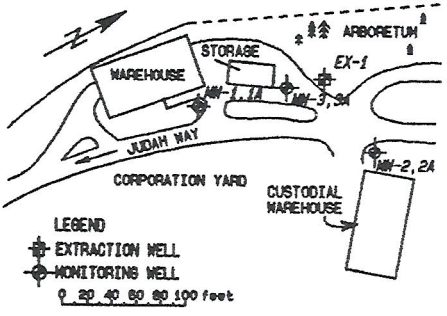 ARBORETUM
STORAGE
EX-1
WAREHOUSE
MW-1,1A
MW-3,3A
JUDAH WAY
MW-2,2A
CORPORATION YARD
CUSTODIAL
WAREHOUSE
LEGEND
EXTRACTION WELL
MONITORING WELL
0 20 40 60 80 100 feet